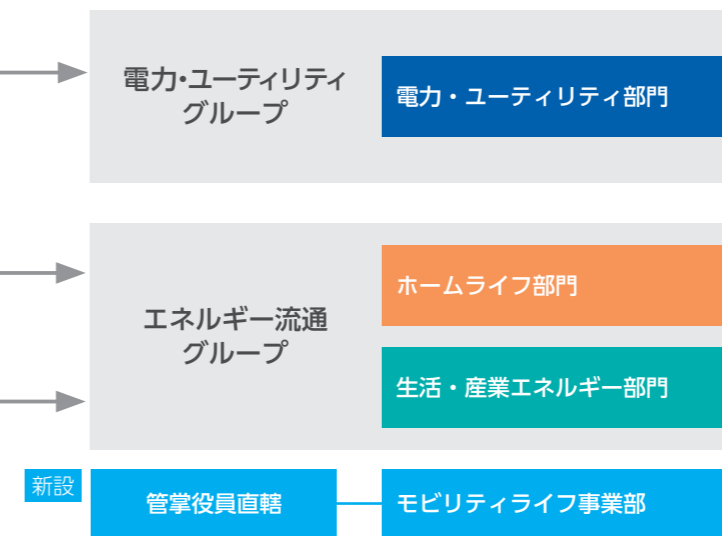 電力・ユーティリティ
グループ
電力・ユーティリティ部門
エネルギー流通
グループ
ホームライフ部門
生活・産業エネルギー部門
新設
管掌役員直轄
モビリティライフ事業部